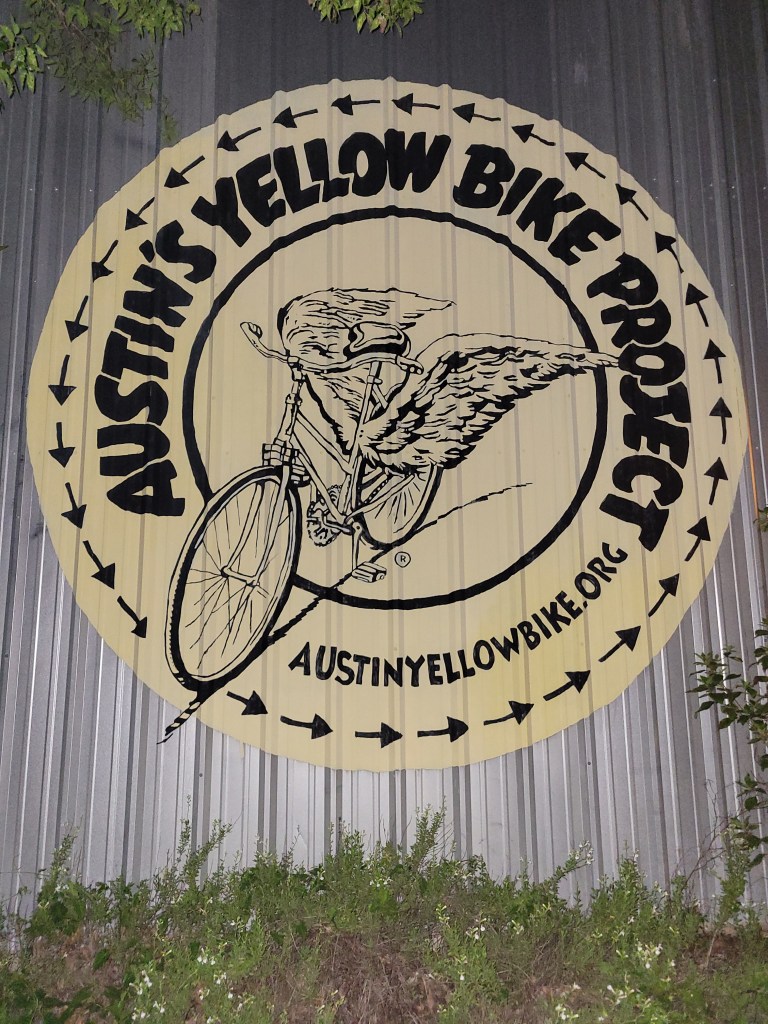 AUSTIN'S YELLOW BIKE PROJECT
®
AUSTINYELLOWBIKE.ORG